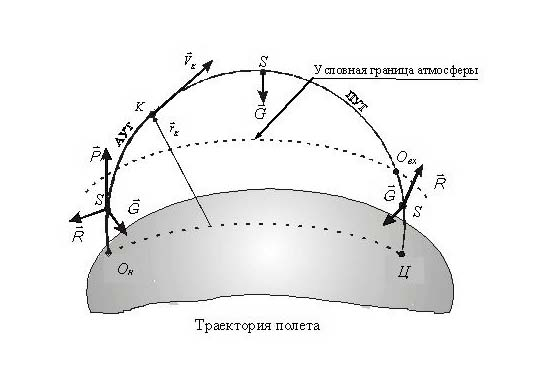 S
Условная граница атмосферы
V⃗к
К
G⃗
ПУТ
АУТ
r⃗к
P⃗
Oвх
R⃗
S
G⃗
R⃗
G⃗
S
Oн
Ц
Траектория полета